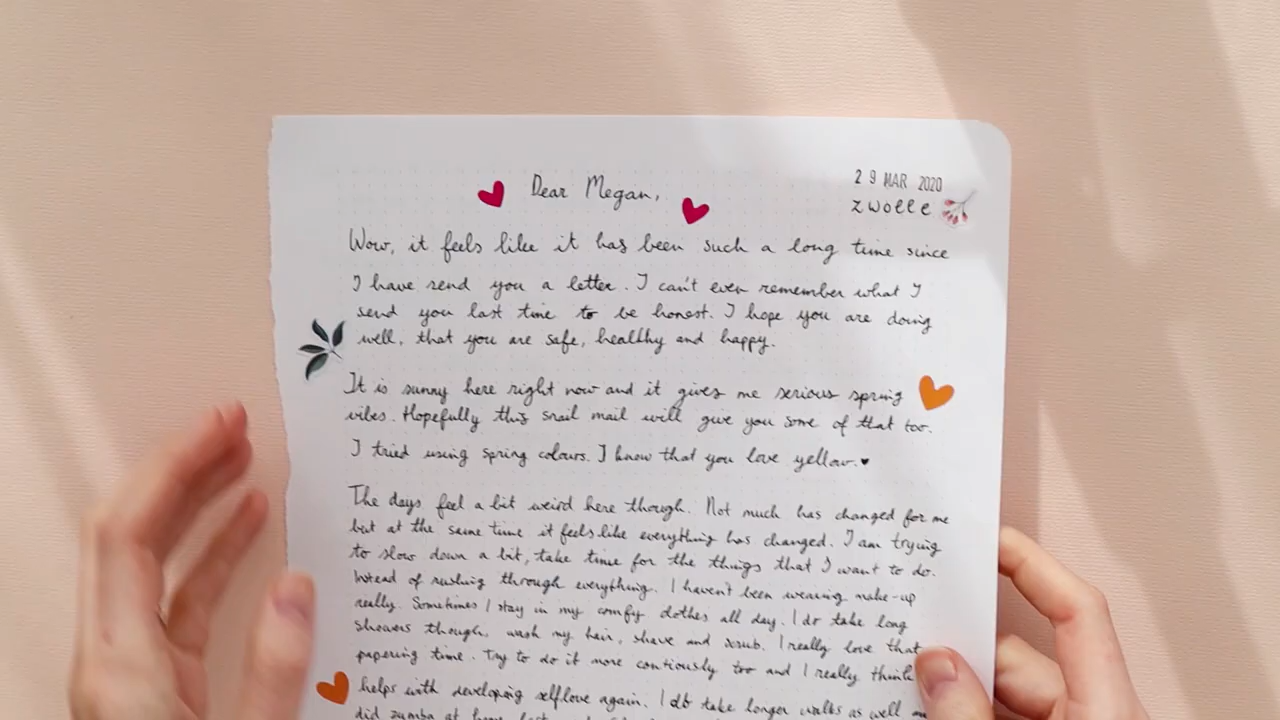 29 MAR 2020
Dear Megan,
zwolle
Wow, it feels like it has been such a long time since
I have send you a letter. I can't even remember what I
send you last time to be honest. I hope you are doing
well, that you are safe, healthy and happy.
It is sunny here right now and it gives me serious spring
vibes. Hopefully this snail mail will give you some of that too.
I tried using spring colours. I know that you love yellow.♥
The days feel a bit weird here though. Not much has changed for me
but at the same time it feels like everything has changed. I am trying
to slow down a bit, take time for the things that I want to do.
Instead of rushing through everything. I haven't been wearing make-up
really. Sometimes I stay in my comfy clothes all day. I do take long
showers though, wash my hair, shave and scrub. I really love that
papering time. Try to do it more contiously too and I really think
helps with developing selflove again. I do take longer walks as well
did zumba at home last